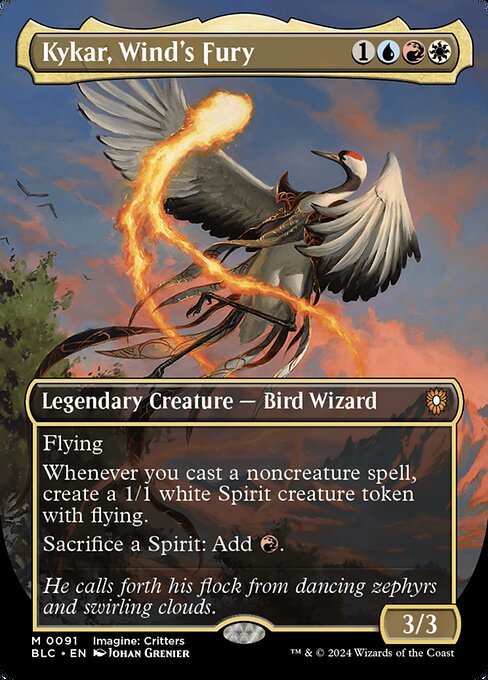 Kykar, Wind's Fury 1
Legendary Creature — Bird Wizard
Flying
Whenever you cast a noncreature spell,
create a 1/1 white Spirit creature token
with flying.
Sacrifice a Spirit: Add .
He calls forth his flock from dancing zephyrs
and swirling clouds.
3/3
M 0091 Imagine: Critters
BLC • EN Johan Grenier
™ & © 2024 Wizards of the Coast